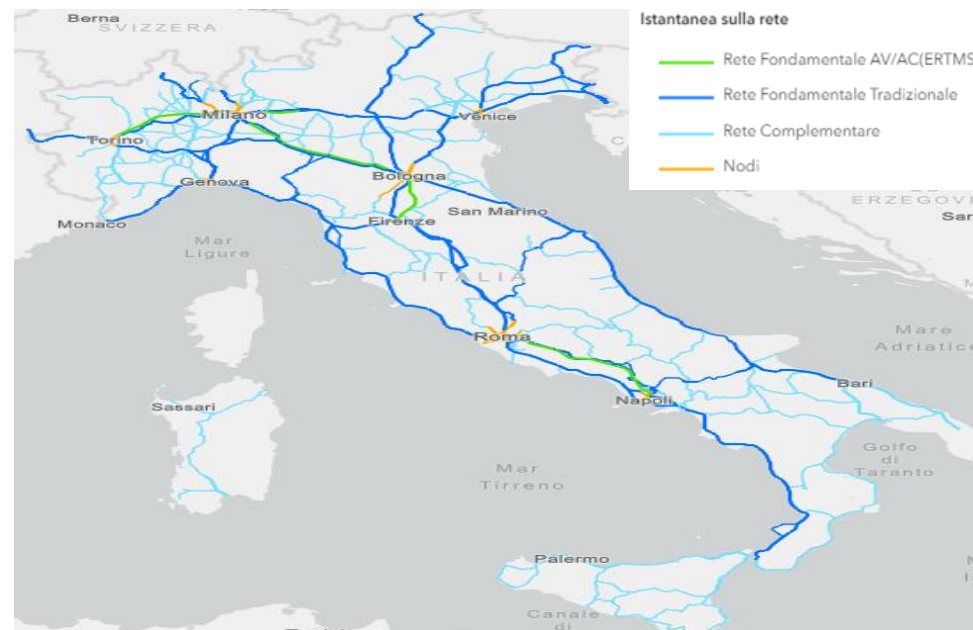 Istantanea sulla rete
Rete Fondamentale AV/AC(ERTMS
Rete Fondamentale Tradizionale
Rete Complementare
Nodi
Berna
SVIZZERA
Milano
Torino
Venice
Genova
Bologna
Monaco
Firenze
San Marino
Mar
Ligure
ITALIA
ERZEGOVI
Sar
Roma
Mare
Adriatico
Sassari
Napoli
Bari
Golfo
di
Taranto
Mar
Tirreno
Palermo
Canale
di